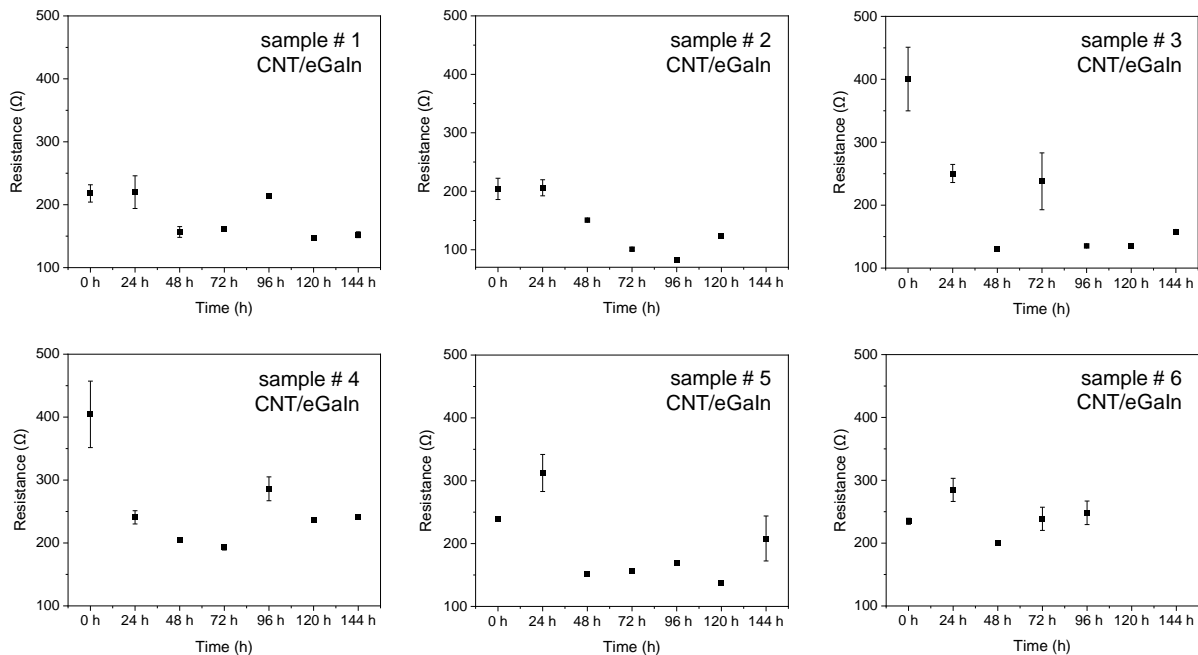 500
400
300
200
100
Resistance (Ω)
sample # 1
CNT/eGaIn
0 h 24 h 48 h 72 h 96 h 120 h 144 h
Time (h)
500
400
300
200
100
Resistance (Ω)
sample # 2
CNT/eGaIn
0 h 24 h 48 h 72 h 96 h 120 h 144 h
Time (h)
500
400
300
200
100
Resistance (Ω)
sample # 3
CNT/eGaIn
0 h 24 h 48 h 72 h 96 h 120 h 144 h
Time (h)
500
400
300
200
100
Resistance (Ω)
sample # 4
CNT/eGaIn
0 h 24 h 48 h 72 h 96 h 120 h 144 h
Time (h)
500
400
300
200
100
Resistance (Ω)
sample # 5
CNT/eGaIn
0 h 24 h 48 h 72 h 96 h 120 h 144 h
Time (h)
500
400
300
200
100
Resistance (Ω)
sample # 6
CNT/eGaIn
0 h 24 h 48 h 72 h 96 h 120 h 144 h
Time (h)